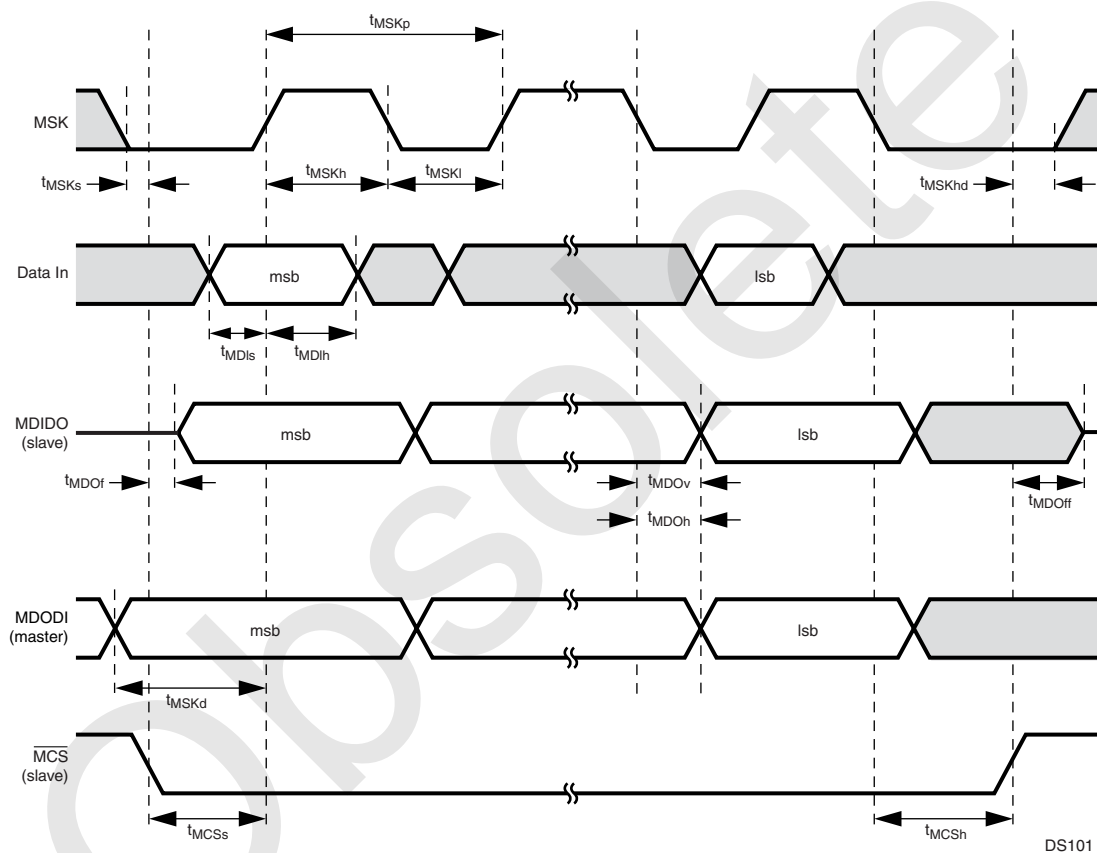 tMSKp
MSK
tMSKs
tMSKh
tMSKl
tMSKhd
Data In
msb
lsb
tMDIs
tMDIh
MDIDO
(slave)
msb
lsb
tMDOf
tMDOv
tMDOff
tMDOh
MDODI
(master)
msb
lsb
tMSKd
MCS
(slave)
tMCSs
tMCSh
DS101
Obsolete